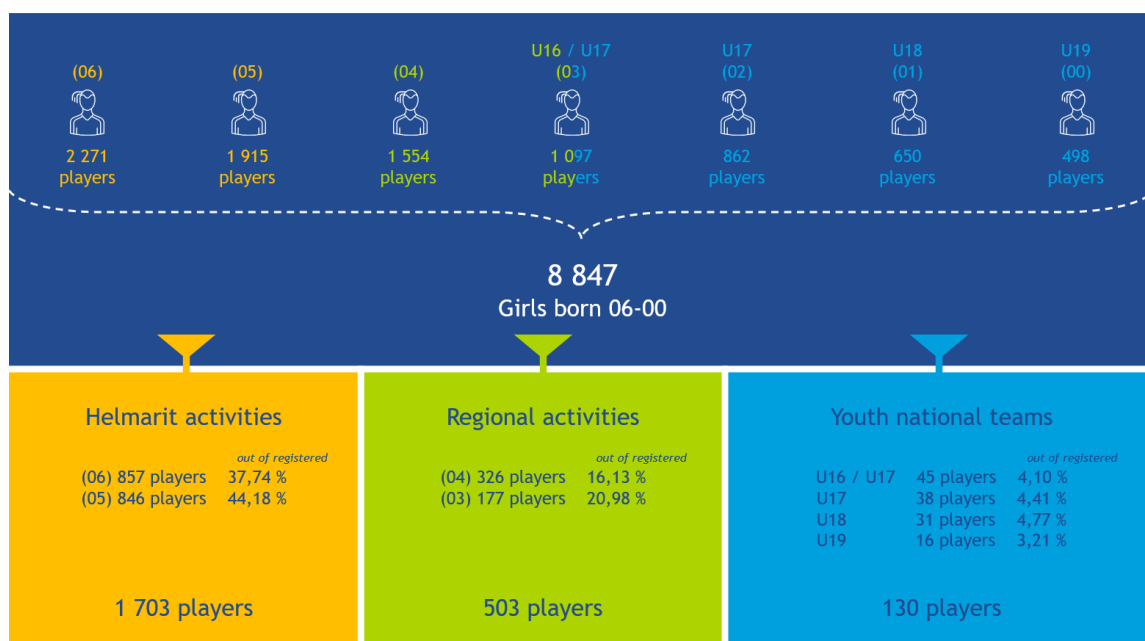 U16 / U17 U17 U18 U19
(06) (05) (04) (03) (02) (01) (00)
2 271 1 915 1 554 1 097 862 650 498
players players players players players players players
8 847
Girls born 06-00
Helmarit activities
out of registered
(06) 857 players 37,74 %
(05) 846 players 44,18 %
1 703 players
Regional activities
out of registered
(04) 326 players 16,13 %
(03) 177 players 20,98 %
503 players
Youth national teams
out of registered
U16 / U17 45 players 4,10 %
U17 38 players 4,41 %
U18 31 players 4,77 %
U19 16 players 3,21 %
130 players